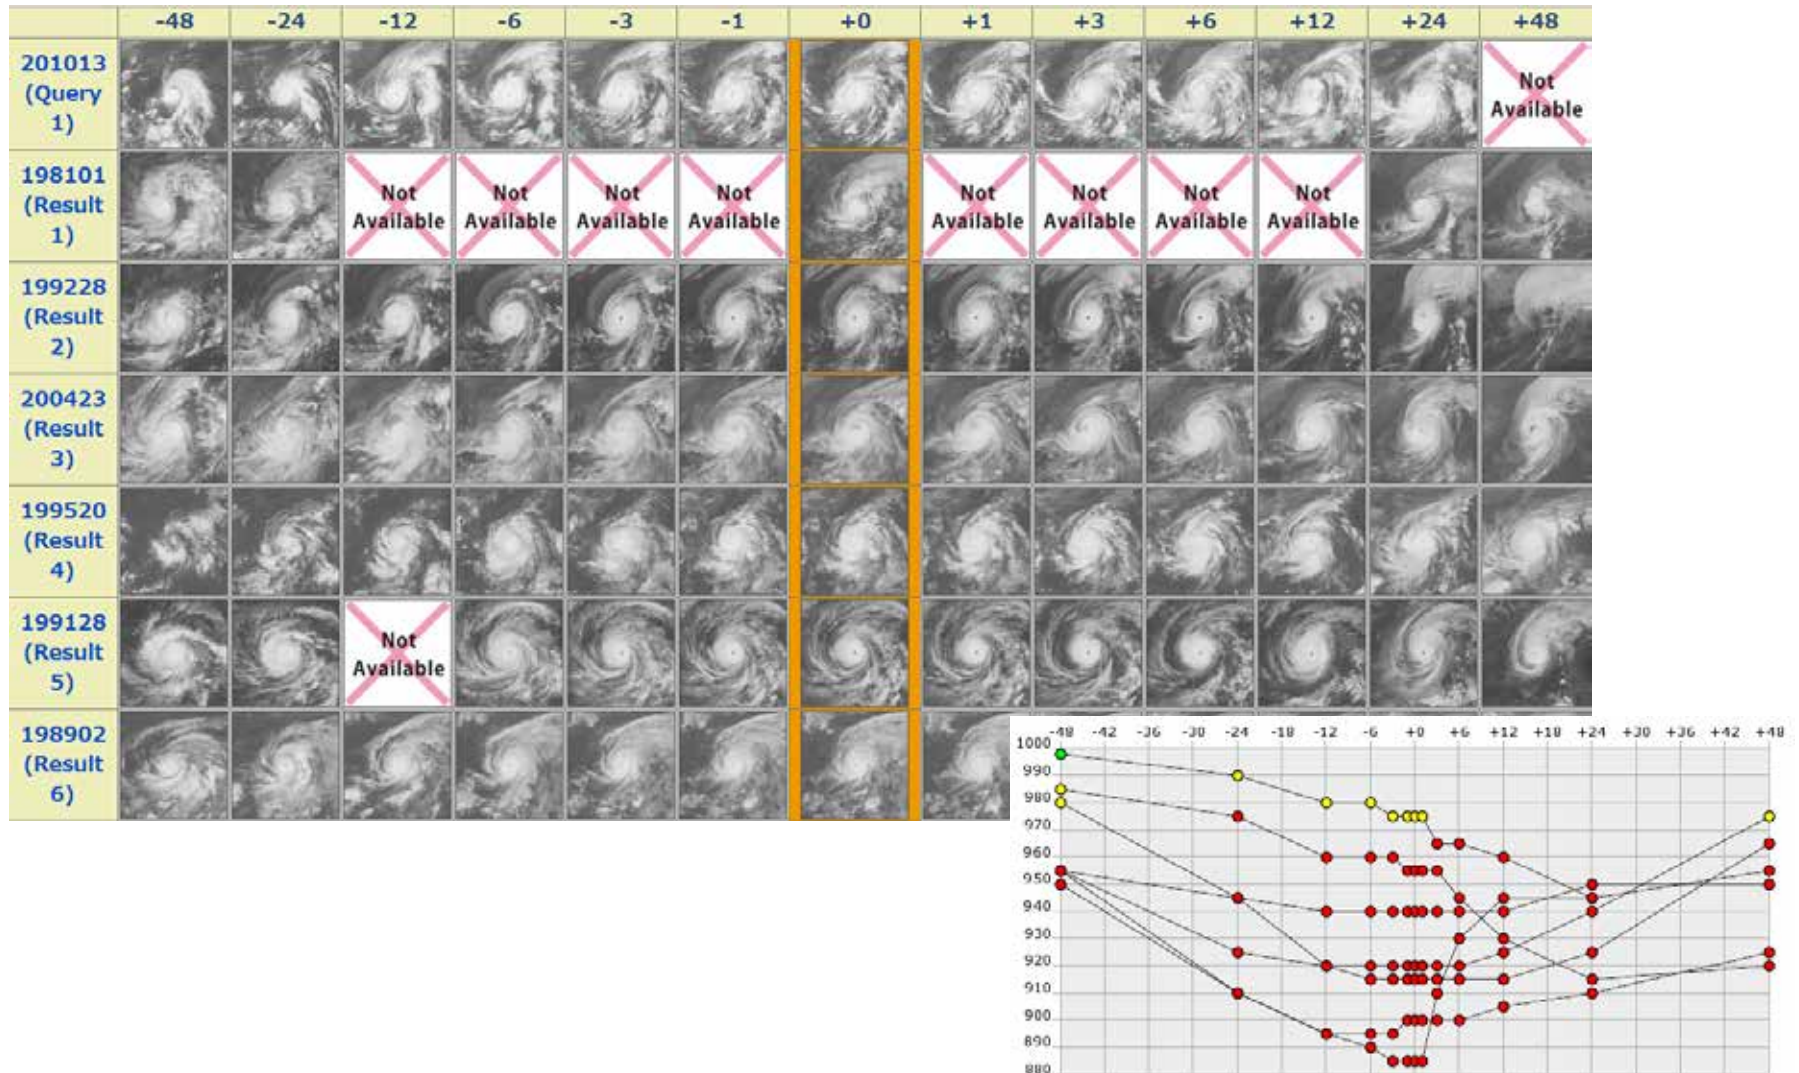 -48 -24 -12 -6 -3 -1 +0 +1 +3 +6 +12 +24 +48
201013
(Query
1)
Not
Available
198101
(Result
1)
Not Not Not Not Not Not Not Not
Available Available Available Available Available Available Available Available
199228
(Result
2)
200423
(Result
3)
199520
(Result
4)
199128
(Result
5)
Not
Available
198902
(Result
6)
-48 -42 -36 -30 -24 -18 -12 -6 +0 +6 +12 +18 +24 +30 +36 +42 +48
1000
990
980
970
960
950
940
930
920
910
900
890
880